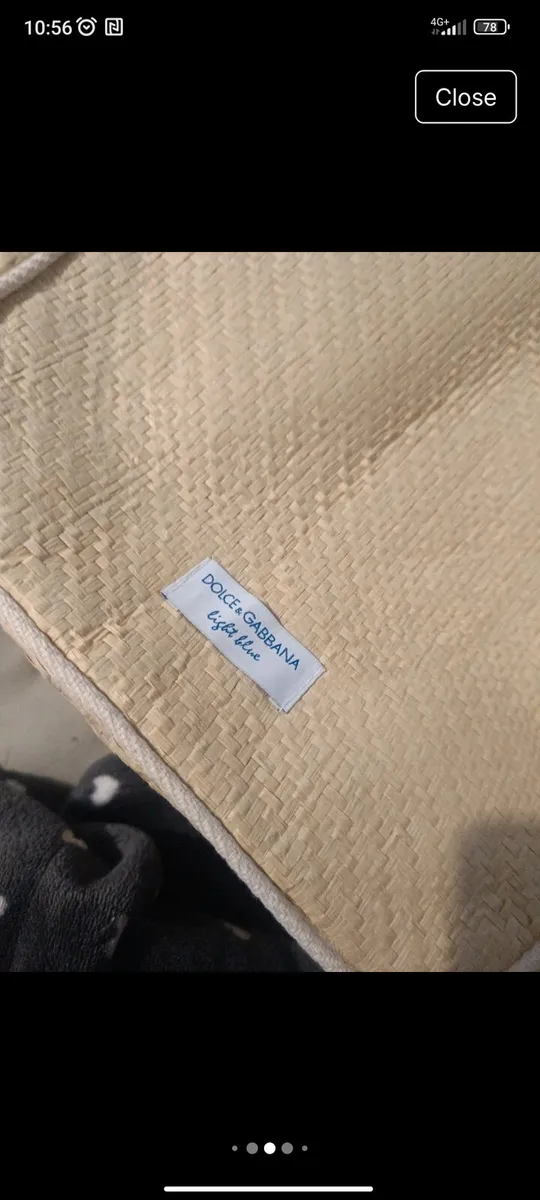 10:56
4G+ 78
Close
DOLCE&GABBANA
light blue